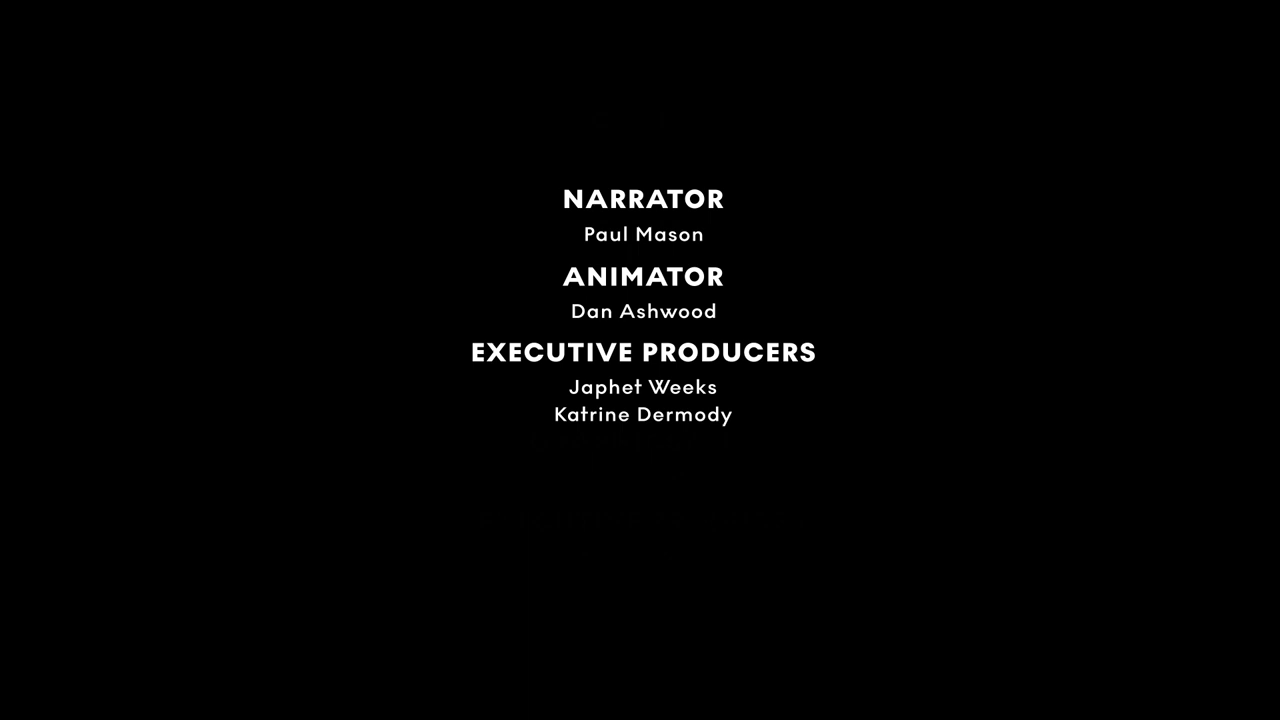 NARRATOR
Paul Mason
ANIMATOR
Dan Ashwood
EXECUTIVE PRODUCERS
Japhet Weeks
Katrine Dermody